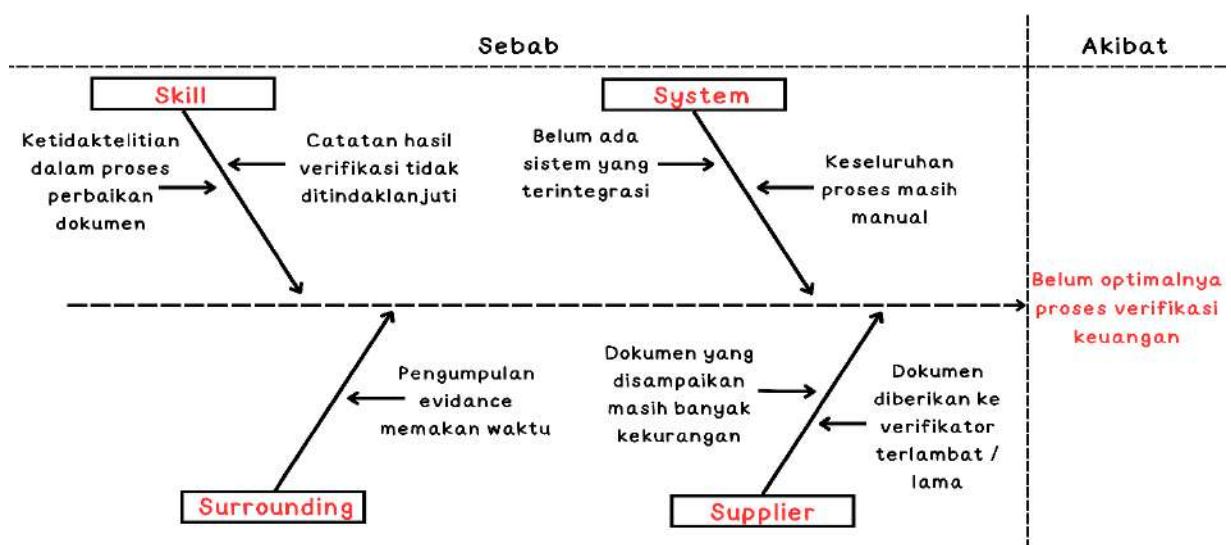 Sebab
Akibat
Skill
Ketidaktelitian
dalam proses
perbaikan
dokumen
Catatan hasil
verifikasi tidak
ditindaklanjuti
System
Belum ada
sistem yang
terintegrasi
Keseluruhan
proses masih
manual
Belum optimalnya
proses verifikasi
keuangan
Pengumpulan
evidance
memakan waktu
Surrounding
Dokumen yang
disampaikan
masih banyak
kekurangan
Dokumen
diberikan ke
verifikator
terlambat /
lama
Supplier